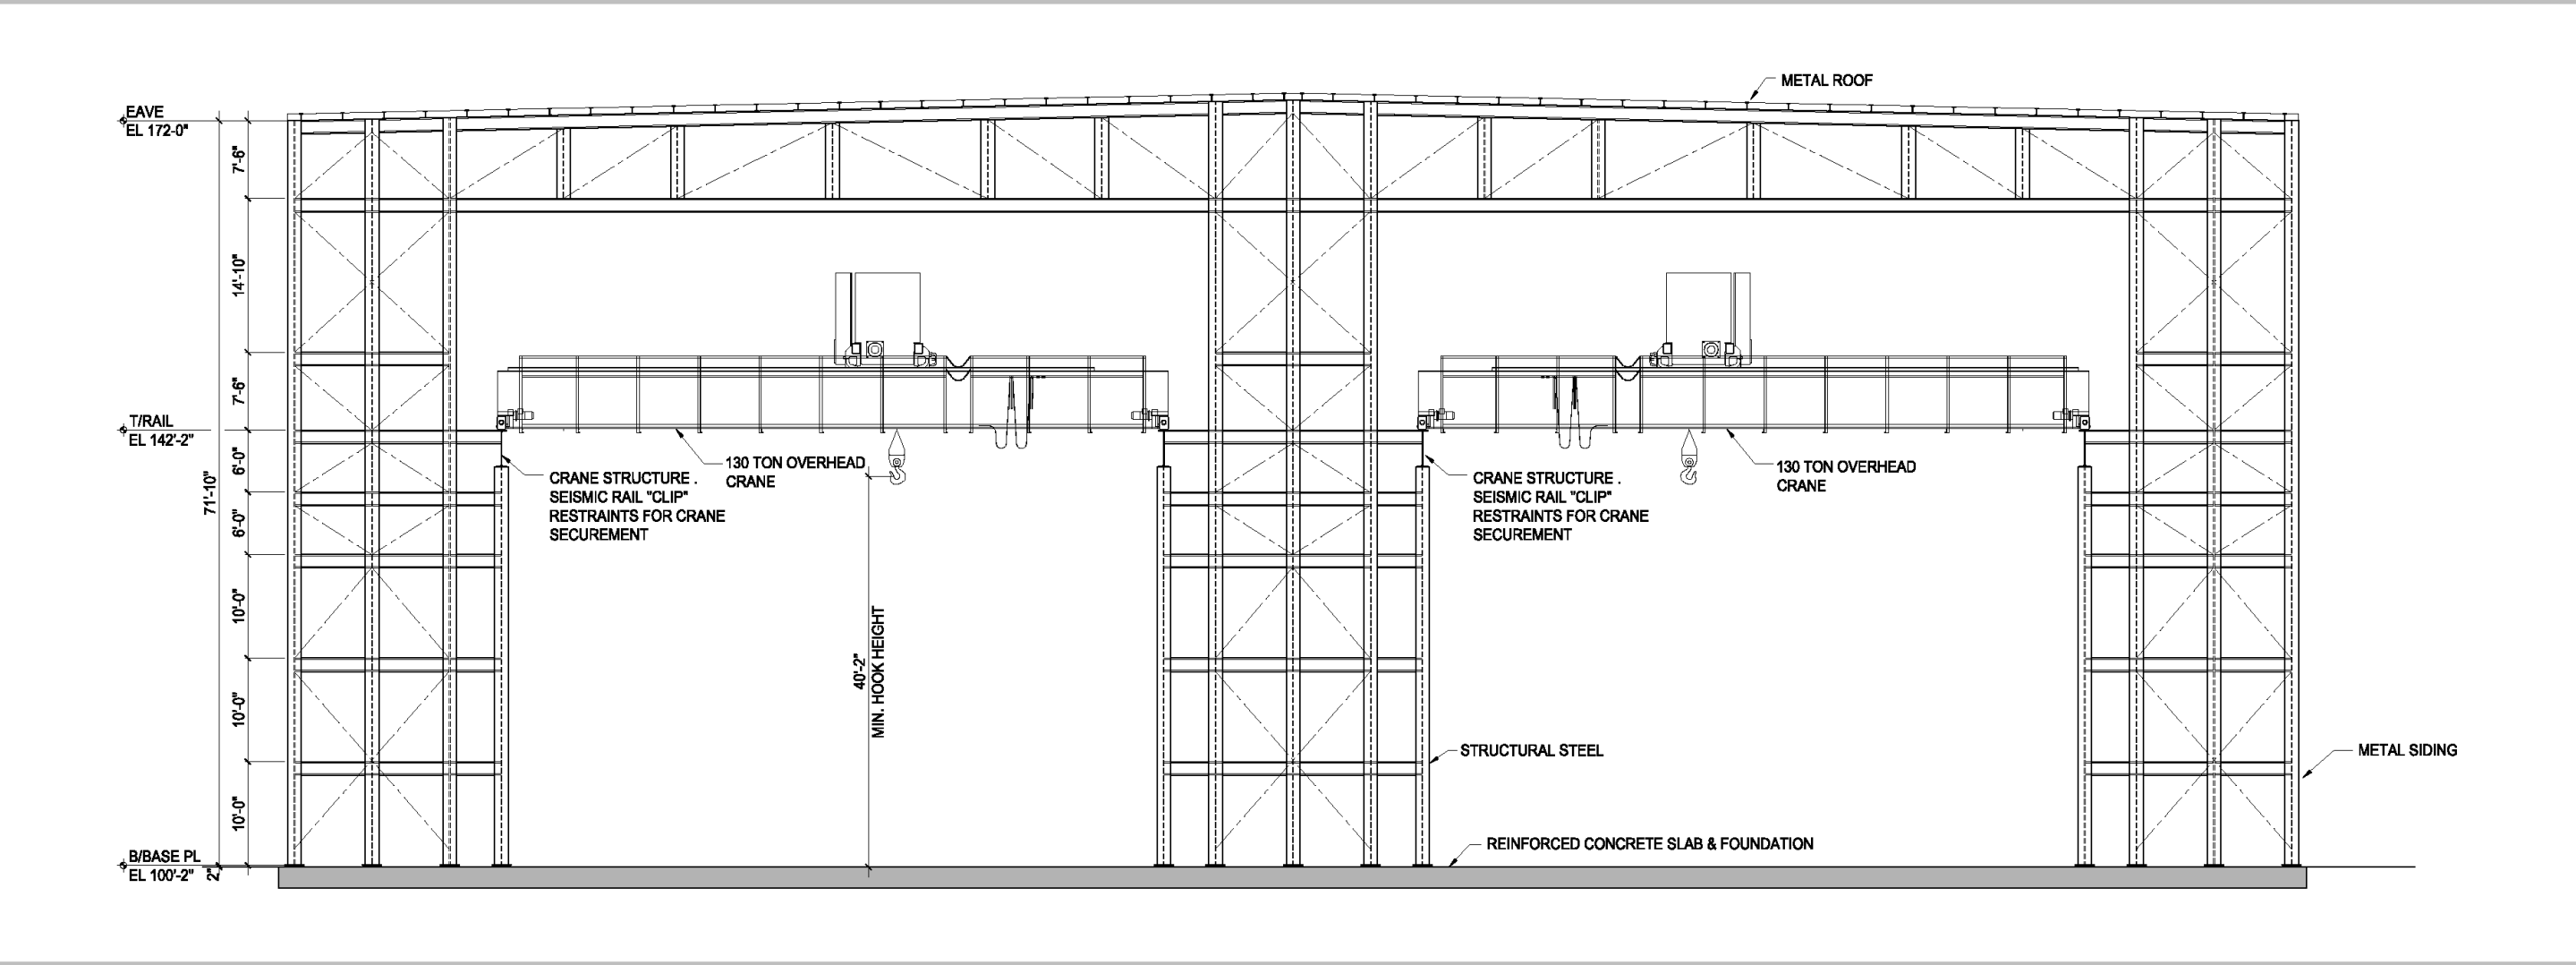 METAL ROOF
EAVE
EL 172-0"
7'-6"
14'-10"
7'-6"
T/RAIL
EL 142'-2"
6'-0"
130 TON OVERHEAD
CRANE
CRANE STRUCTURE .
SEISMIC RAIL "CLIP"
RESTRAINTS FOR CRANE
SECUREMENT
130 TON OVERHEAD
CRANE
CRANE STRUCTURE .
SEISMIC RAIL "CLIP"
RESTRAINTS FOR CRANE
SECUREMENT
71'-10"
6'-0"
10'-0"
40'-2"
MIN. HOOK HEIGHT
10'-0"
STRUCTURAL STEEL
METAL SIDING
10'-0"
REINFORCED CONCRETE SLAB & FOUNDATION
B/BASE PL
EL 100'-2"
2"